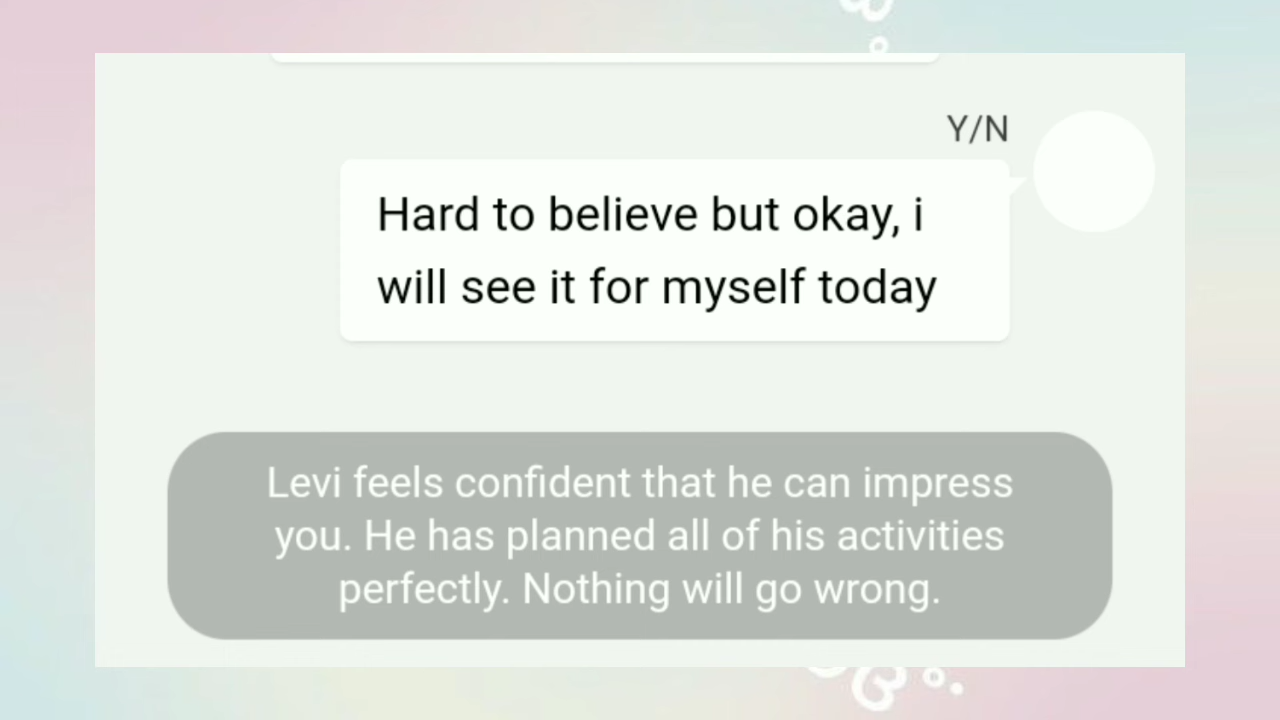 Y/N
Hard to believe but okay, i
will see it for myself today
Levi feels confident that he can impress
you. He has planned all of his activities
perfectly. Nothing will go wrong.